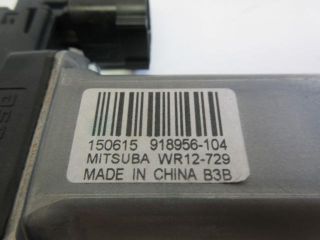 150615 918956-104
MITSUBA WR12-729
MADE IN CHINA B3B